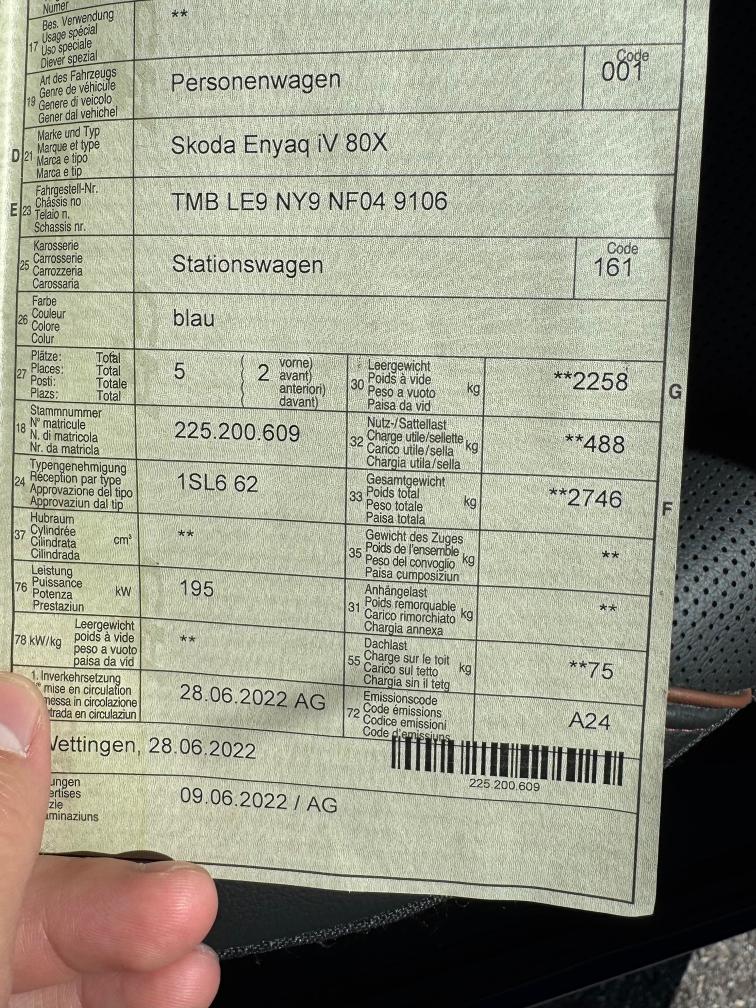 Numer
17 Bes. Verwendung
Usage spécial
Uso speciale
Diever spezial
**
19 Art des Fahrzeugs
Genre de véhicule
Genere di veicolo
Gener dal vehichel
Personenwagen
Code
001
D 21 Marke und Typ
Marque et type
Marca e tipo
Marca e tip
Skoda Enyaq iV 80X
E 23 Fahrgestell-Nr.
Châssis no
Telaio n.
Schassis nr.
TMB LE9 NY9 NF04 9106
25 Karosserie
Carrosserie
Carrozzeria
Carossaria
Stationswagen
Code
161
26 Farbe
Couleur
Colore
Colur
blau
27 Plätze: Total
Places: Total
Posti: Totale
Plazs: Total
5
2
vorne)
avant)
anteriori)
davant)
30 Leergewicht
Poids à vide
Peso a vuoto
Paisa da vid
kg
**2258
G
18 Stammnummer
N° matricule
N. di matricola
Nr. da matricla
225.200.609
32 Nutz-/Sattellast
Charge utile/sellette
Carico utile/sella
Chargia utila/sella
kg
**488
24 Typengenehmigung
Réception par type
Approvazione del tipo
Approvaziun dal tip
1SL6 62
33 Gesamtgewicht
Poids total
Peso totale
Paisa totala
kg
**2746
F
37 Hubraum
Cylindrée
Cilindrata
Cilindrada
cm³
**
35 Gewicht des Zuges
Poids de l'ensemble
Peso del convoglio
Paisa cumposiziun
kg
**
76 Leistung
Puissance
Potenza
Prestaziun
kW
195
31 Anhängelast
Poids remorquable
Carico rimorchiato
Chargia annexa
kg
**
78 kW/kg
Leergewicht
poids à vide
peso a vuoto
paisa da vid
**
55 Dachlast
Charge sur le toit
Carico sul tetto
Chargia sin il tetg
kg
**75
1. Inverkehrsetzung
mise en circulation
messa in circolazione
trada en circulaziun
28.06.2022 AG
72 Emissionscode
Code émissions
Codice emissioni
Code d'emissiuns
A24
Wettingen, 28.06.2022
225.200.609
ungen
ertises
zie
aminaziuns
09.06.2022 / AG